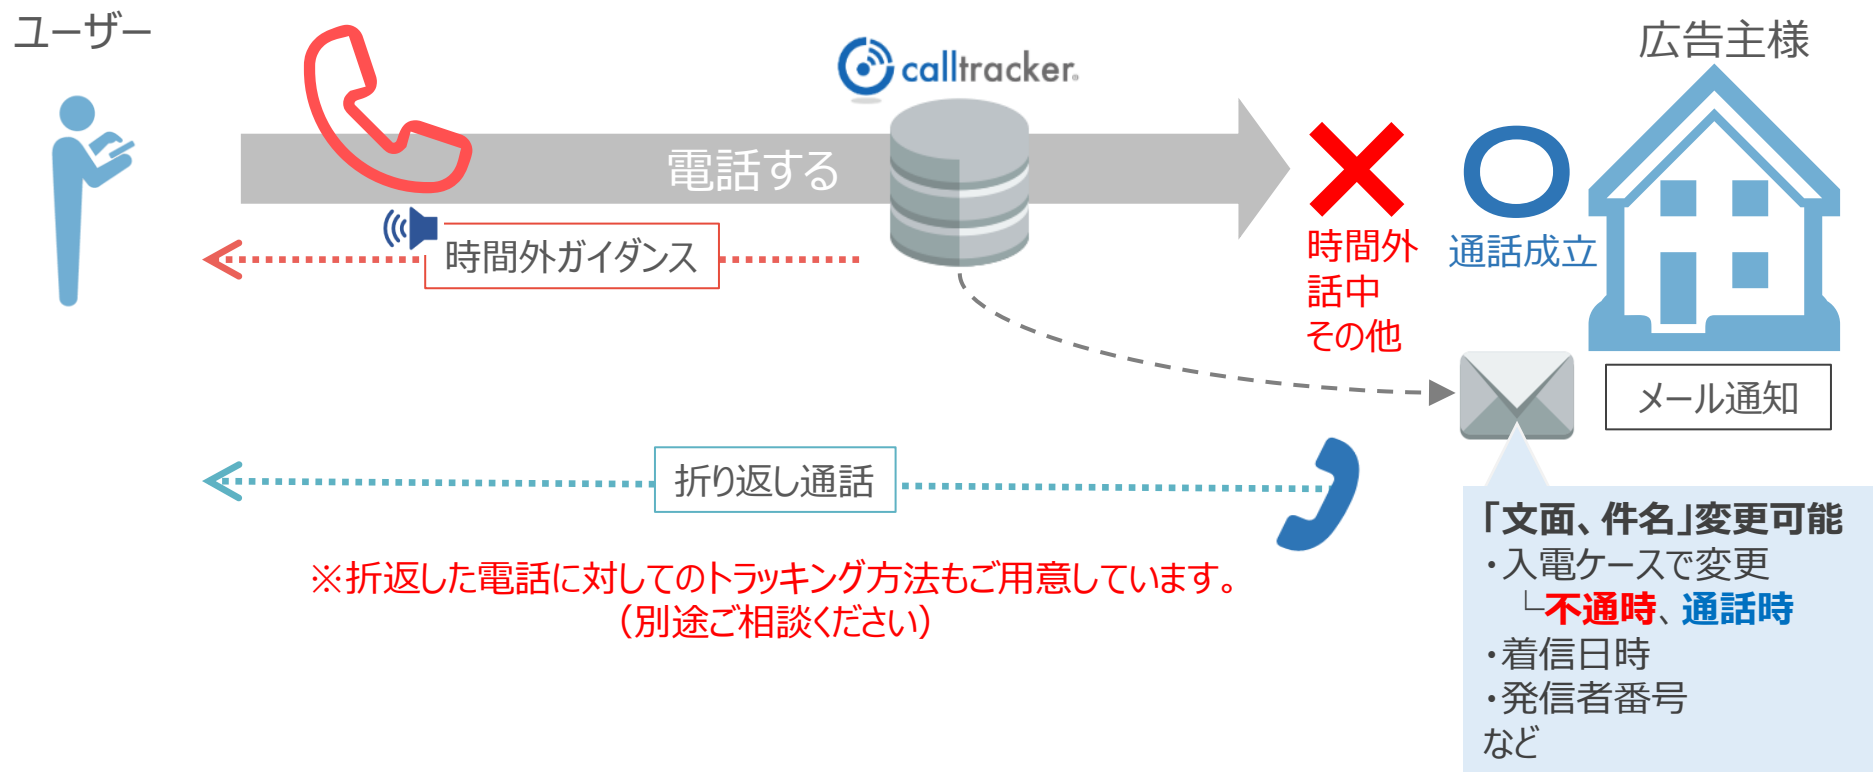 ユーザー
calltracker
広告主様
電話する
時間外ガイダンス
時間外
話中
その他
通話成立
メール通知
折り返し通話
※折返した電話に対してのトラッキング方法もご用意しています。
（別途ご相談ください）
「文面、件名」変更可能
・入電ケースで変更
└不通時、通話時
・着信日時
・発信者番号
など